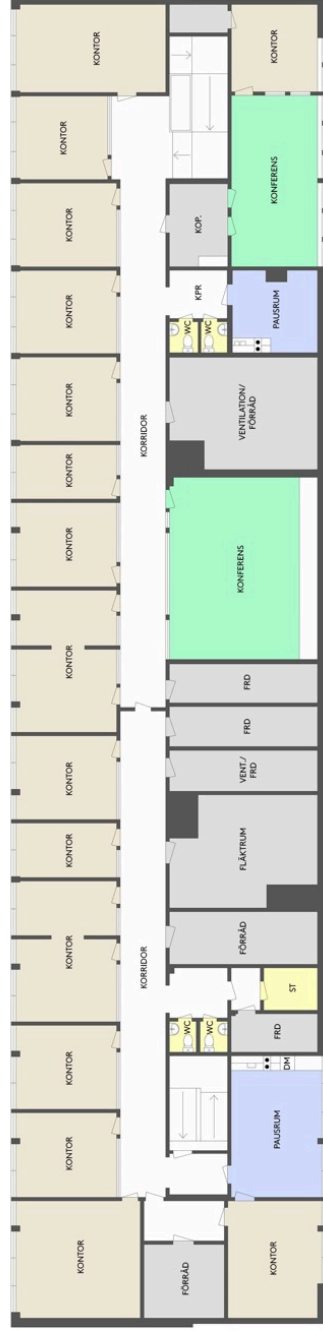 KONTOR
KONTOR
KONTOR
KONFERENS
KONTOR
KOP.
KONTOR
KPR
WC
WC
PAUSRUM
KONTOR
VENTILATION/
FÖRRÅD
KORRIDOR
KONTOR
KONTOR
KONFERENS
KONTOR
FRD
FRD
KONTOR
VENT./
FRD
KONTOR
FLÄKTRUM
KONTOR
KORRIDOR
FÖRRÅD
ST
WC
WC
FRD
KONTOR
DM
KONTOR
PAUSRUM
KONTOR
FÖRRÅD
KONTOR